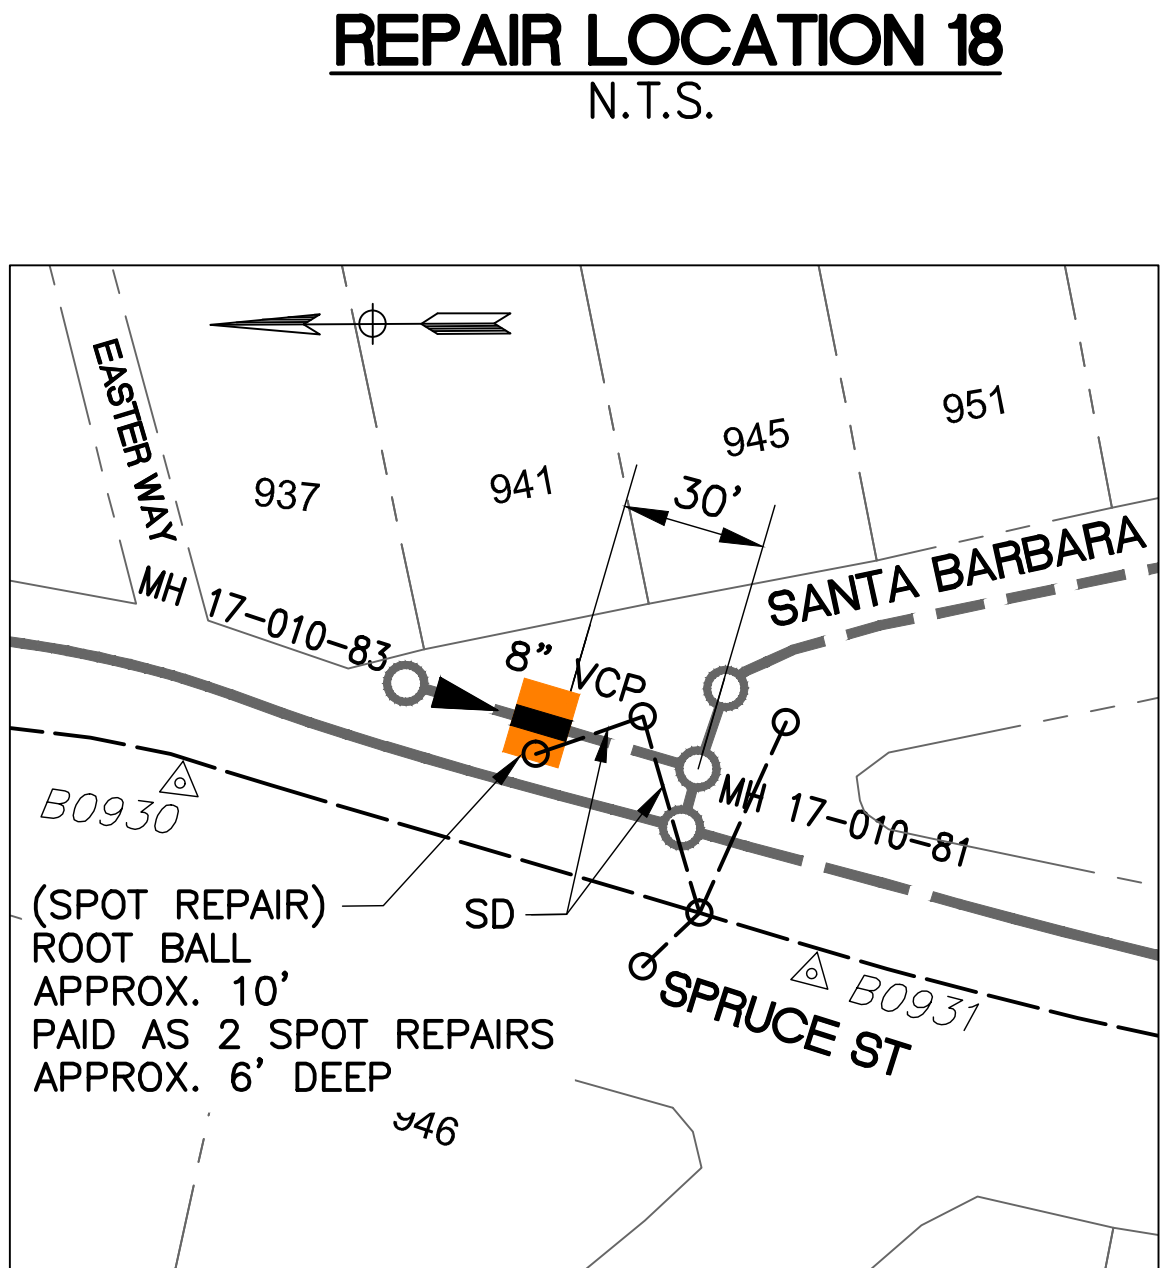 REPAIR LOCATION 18
N.T.S.
EASTER WAY
937
941
945
951
30'
SANTA BARBARA
MH 17-010-83
8" VCP
MH 17-010-81
B0930
(SPOT REPAIR)
ROOT BALL
APPROX. 10'
PAID AS 2 SPOT REPAIRS
APPROX. 6' DEEP
SD
B0931
SPRUCE ST
946